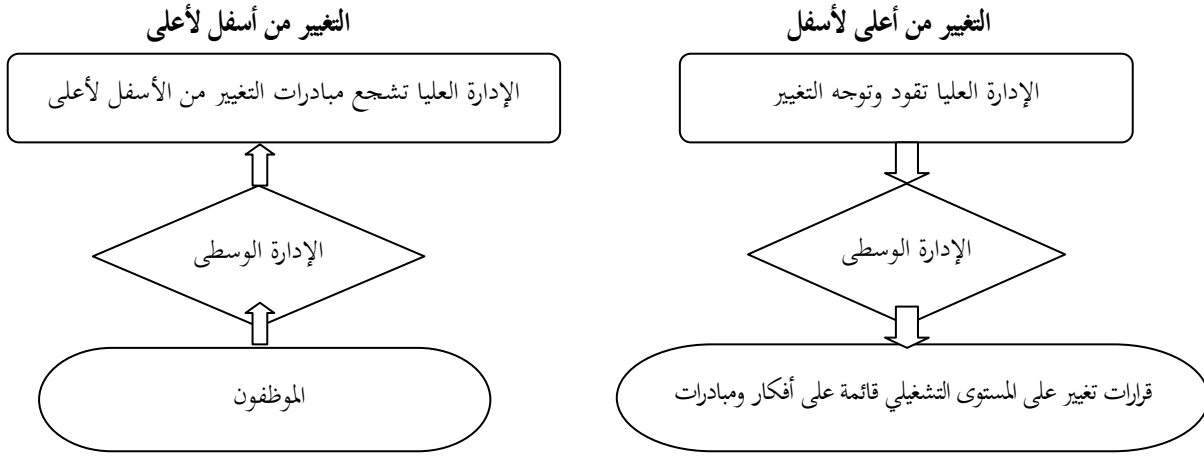 التغيير من أعلى لأسفل
الإدارة العليا تقود وتوجه التغيير
الإدارة الوسطى
قرارات تغيير على المستوى التشغيلي قائمة على أفكار ومبادرات
التغيير من أسفل لأعلى
الإدارة العليا تشجع مبادرات التغيير من الأسفل لأعلى
الإدارة الوسطى
الموظفون